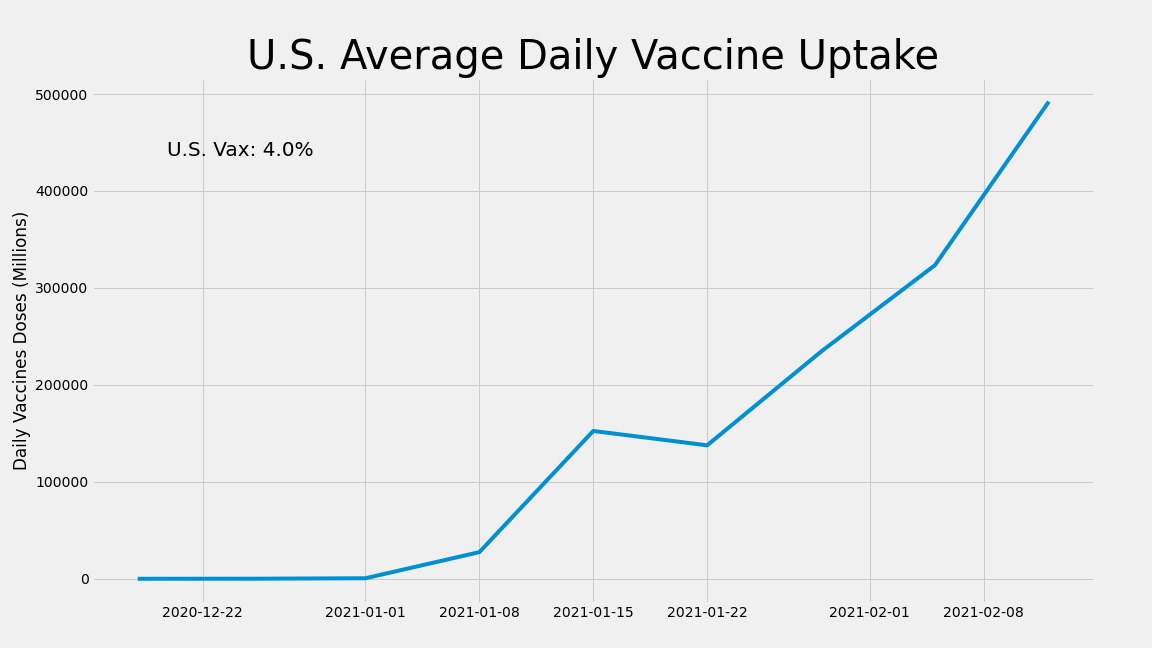 U.S. Average Daily Vaccine Uptake
500000
U.S. Vax: 4.0%
400000
Daily Vaccines Doses (Millions)
300000
200000
100000
0
2020-12-22 2021-01-01 2021-01-08 2021-01-15 2021-01-22 2021-02-01 2021-02-08